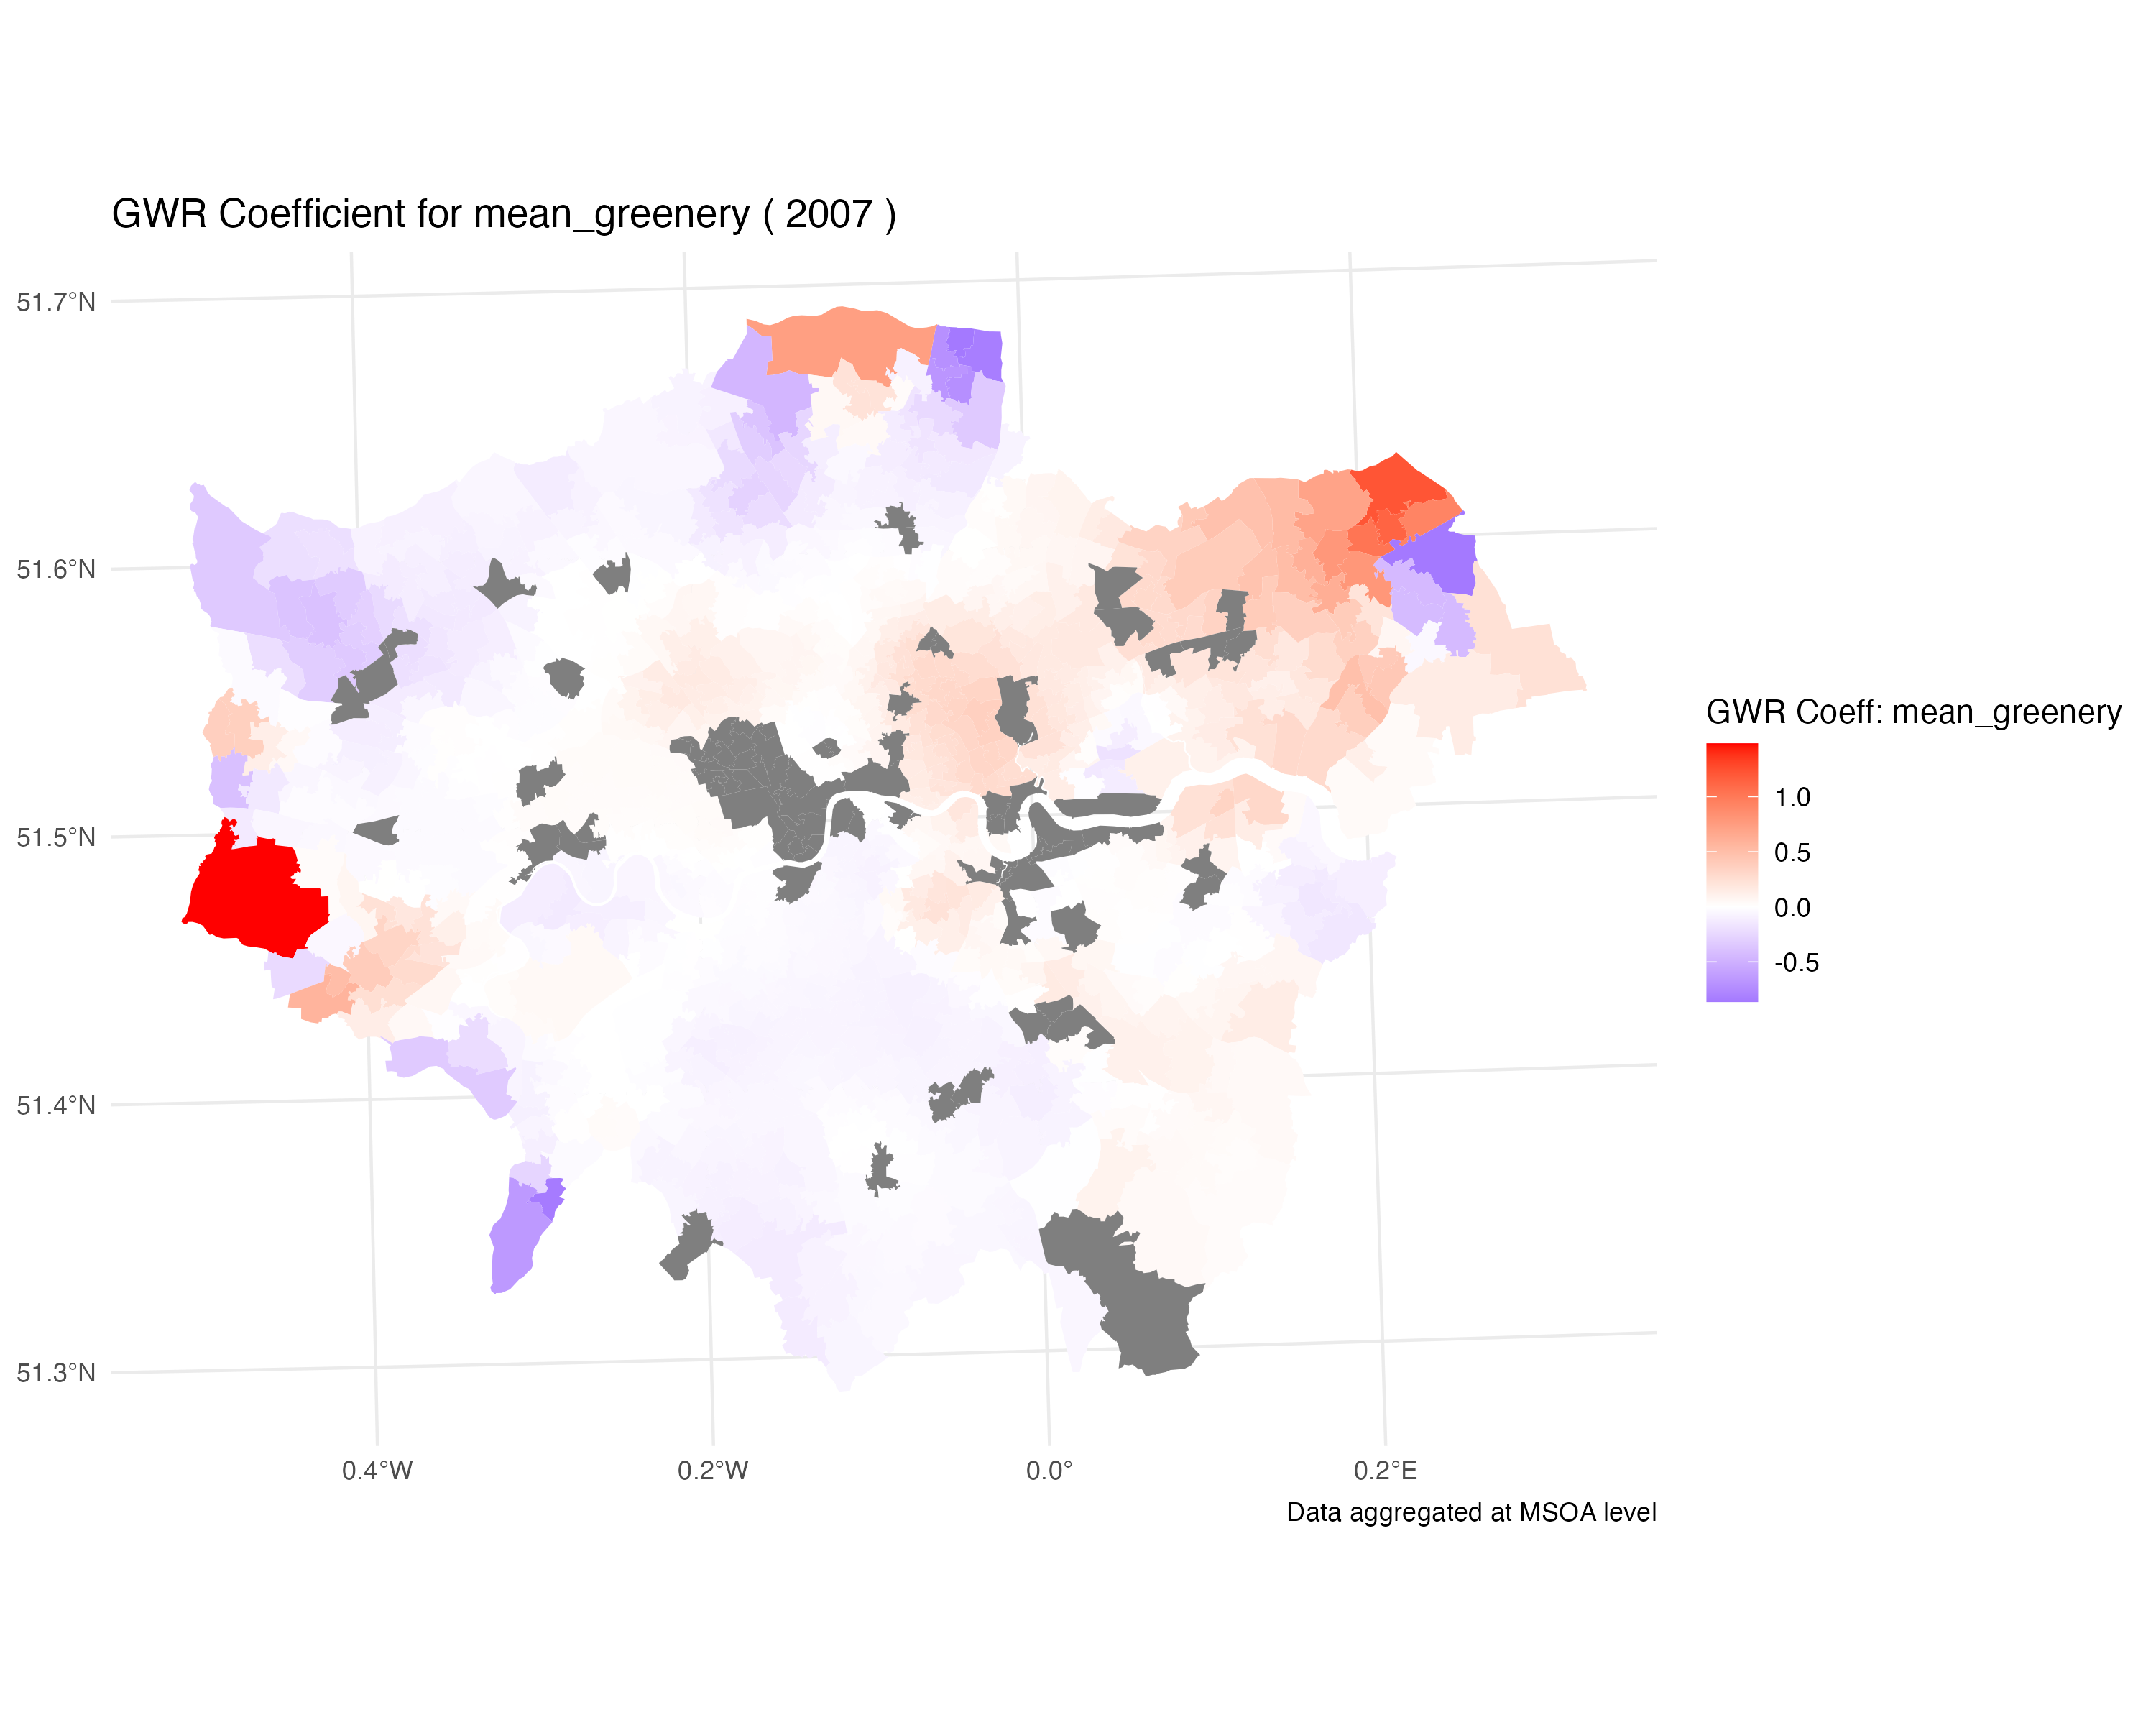 GWR Coefficient for mean_greenery ( 2007 )
51.7°N
51.6°N
51.5°N
51.4°N
51.3°N
0.4°W
0.2°W
0.0°
0.2°E
GWR Coeff: mean_greenery
1.0
0.5
0.0
-0.5
Data aggregated at MSOA level